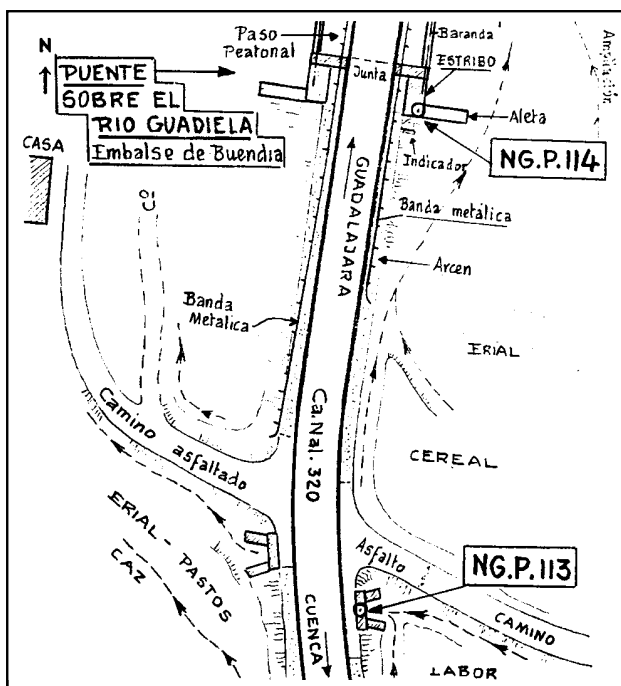 Paso
Peatonal
Baranda
ESTRIBO
Ampliación
N
PUENTE
SOBRE EL
RIO GUADIELA
Embalse de Buendia
Junta
Aleta
CASA
Indicador
NG.P.114
GUADALAJARA
Banda metálica
Arcen
Banda
Metalica
ERIAL
Camino asfaltado
Ca.Nal. 320
CEREAL
ERIAL - PASTOS
CAZ
Asfalto
NG.P.113
CUENCA
CAMINO
LABOR